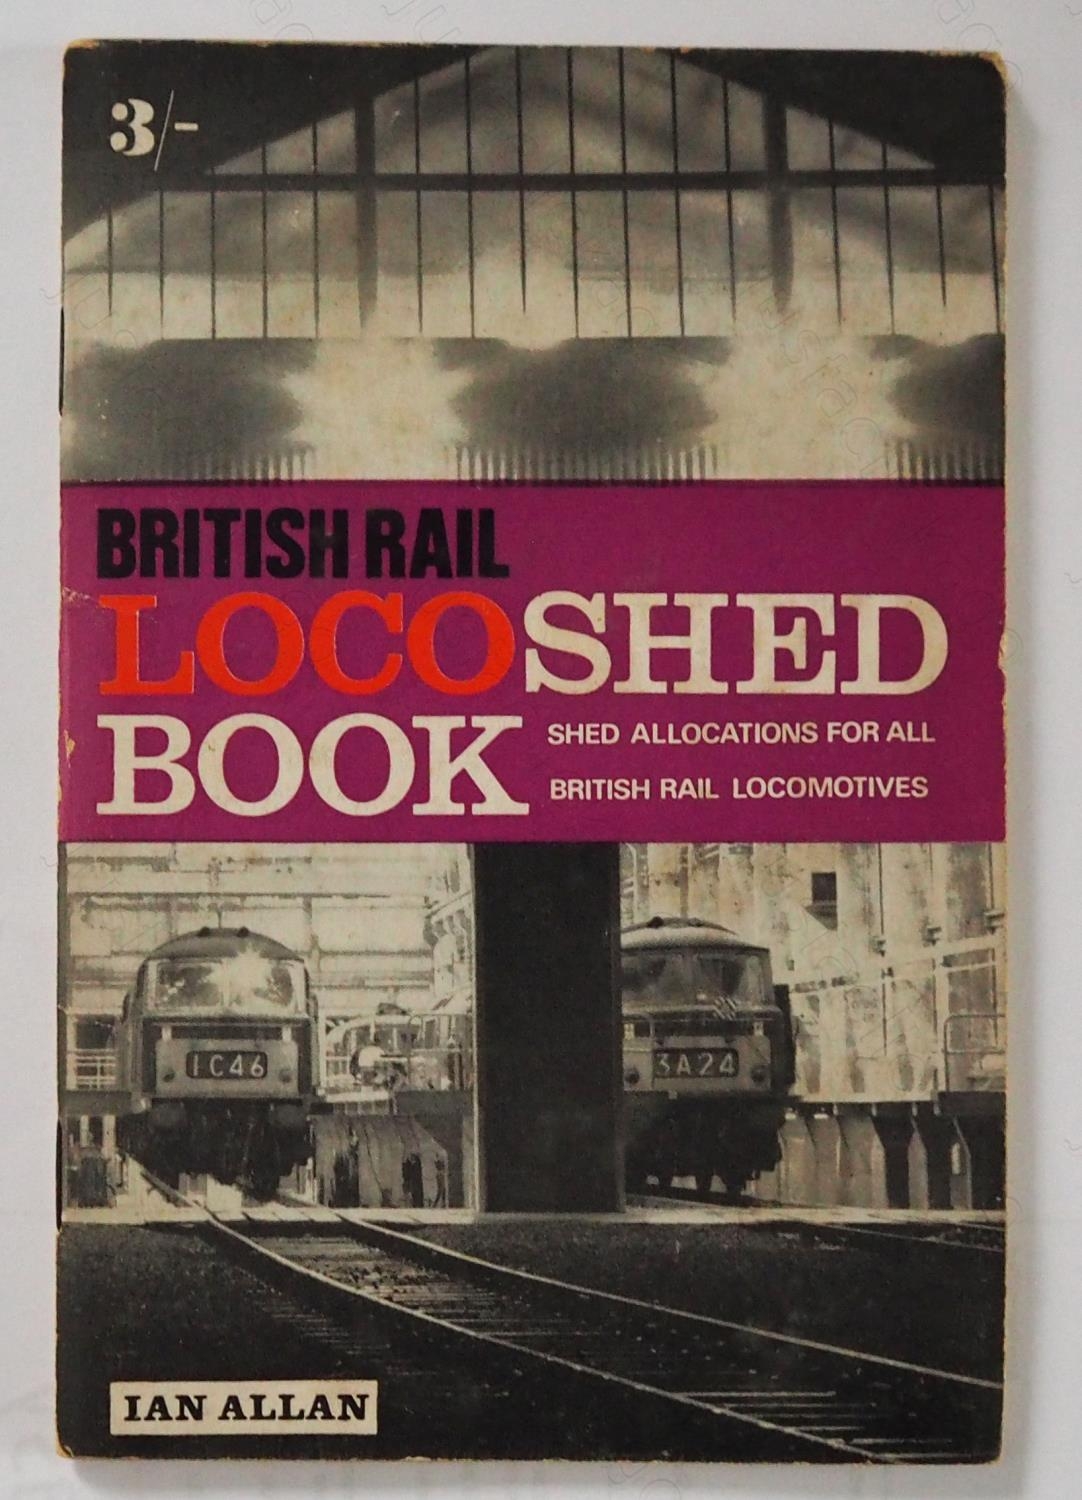 3/-
BRITISH RAIL
LOCOSHED
BOOK
SHED ALLOCATIONS FOR ALL
BRITISH RAIL LOCOMOTIVES
1C46
3A24
IAN ALLAN